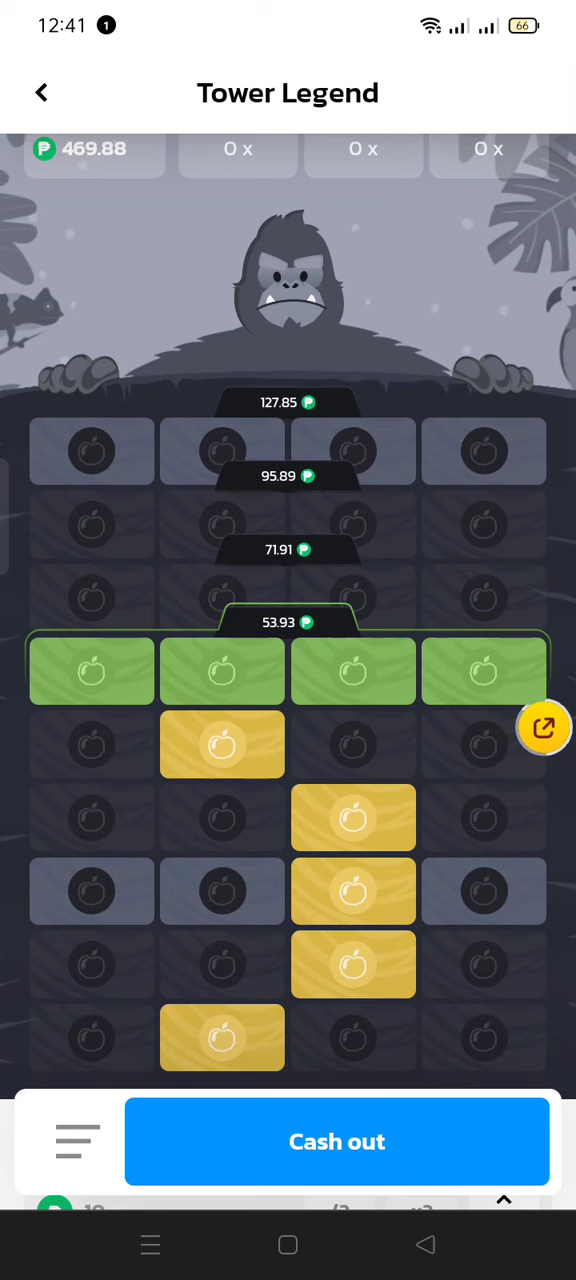 12:41 1 66
Tower Legend
469.88 0 x 0 x 0 x
127.85
95.89
71.91
53.93
Cash out